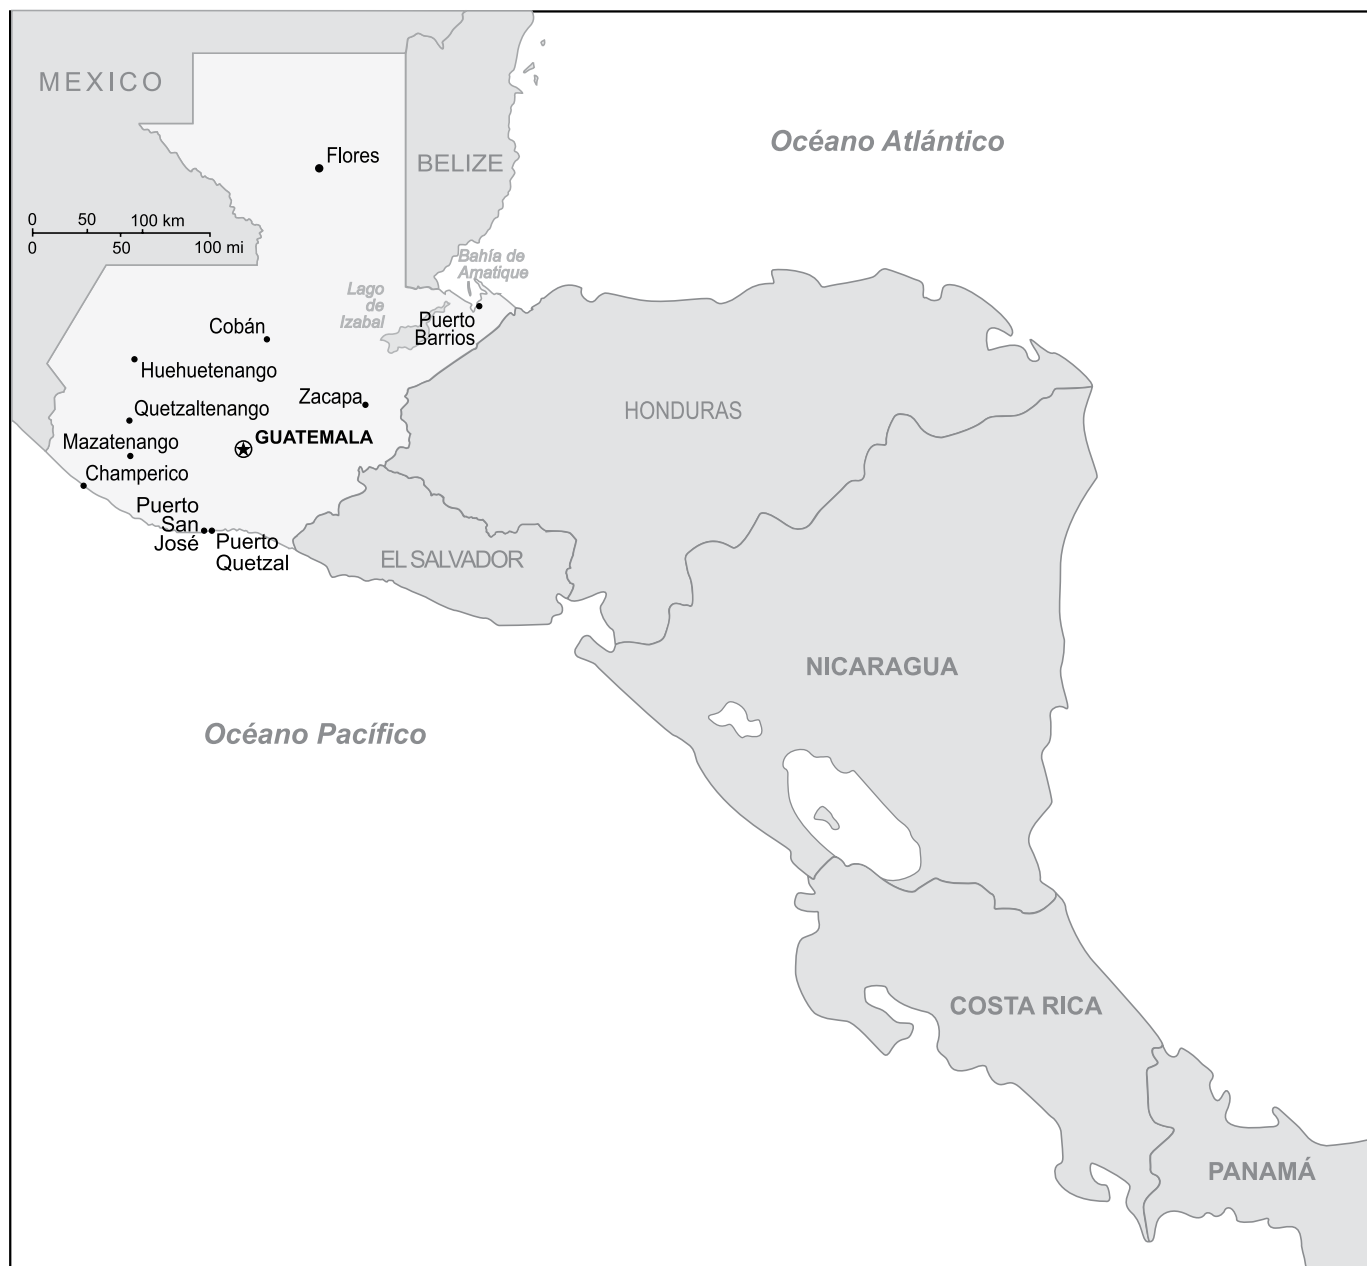 MEXICO
Océano Atlántico
Flores
BELIZE
0 50 100 km
0 50 100 mi
Bahía de
Amatique
Lago
de
Izabal
Puerto
Barrios
Cobán
Huehuetenango
Zacapa
Quetzaltenango
HONDURAS
GUATEMALA
Mazatenango
Champerico
Puerto
San
José
Puerto
Quetzal
EL SALVADOR
NICARAGUA
Océano Pacífico
COSTA RICA
PANAMÁ